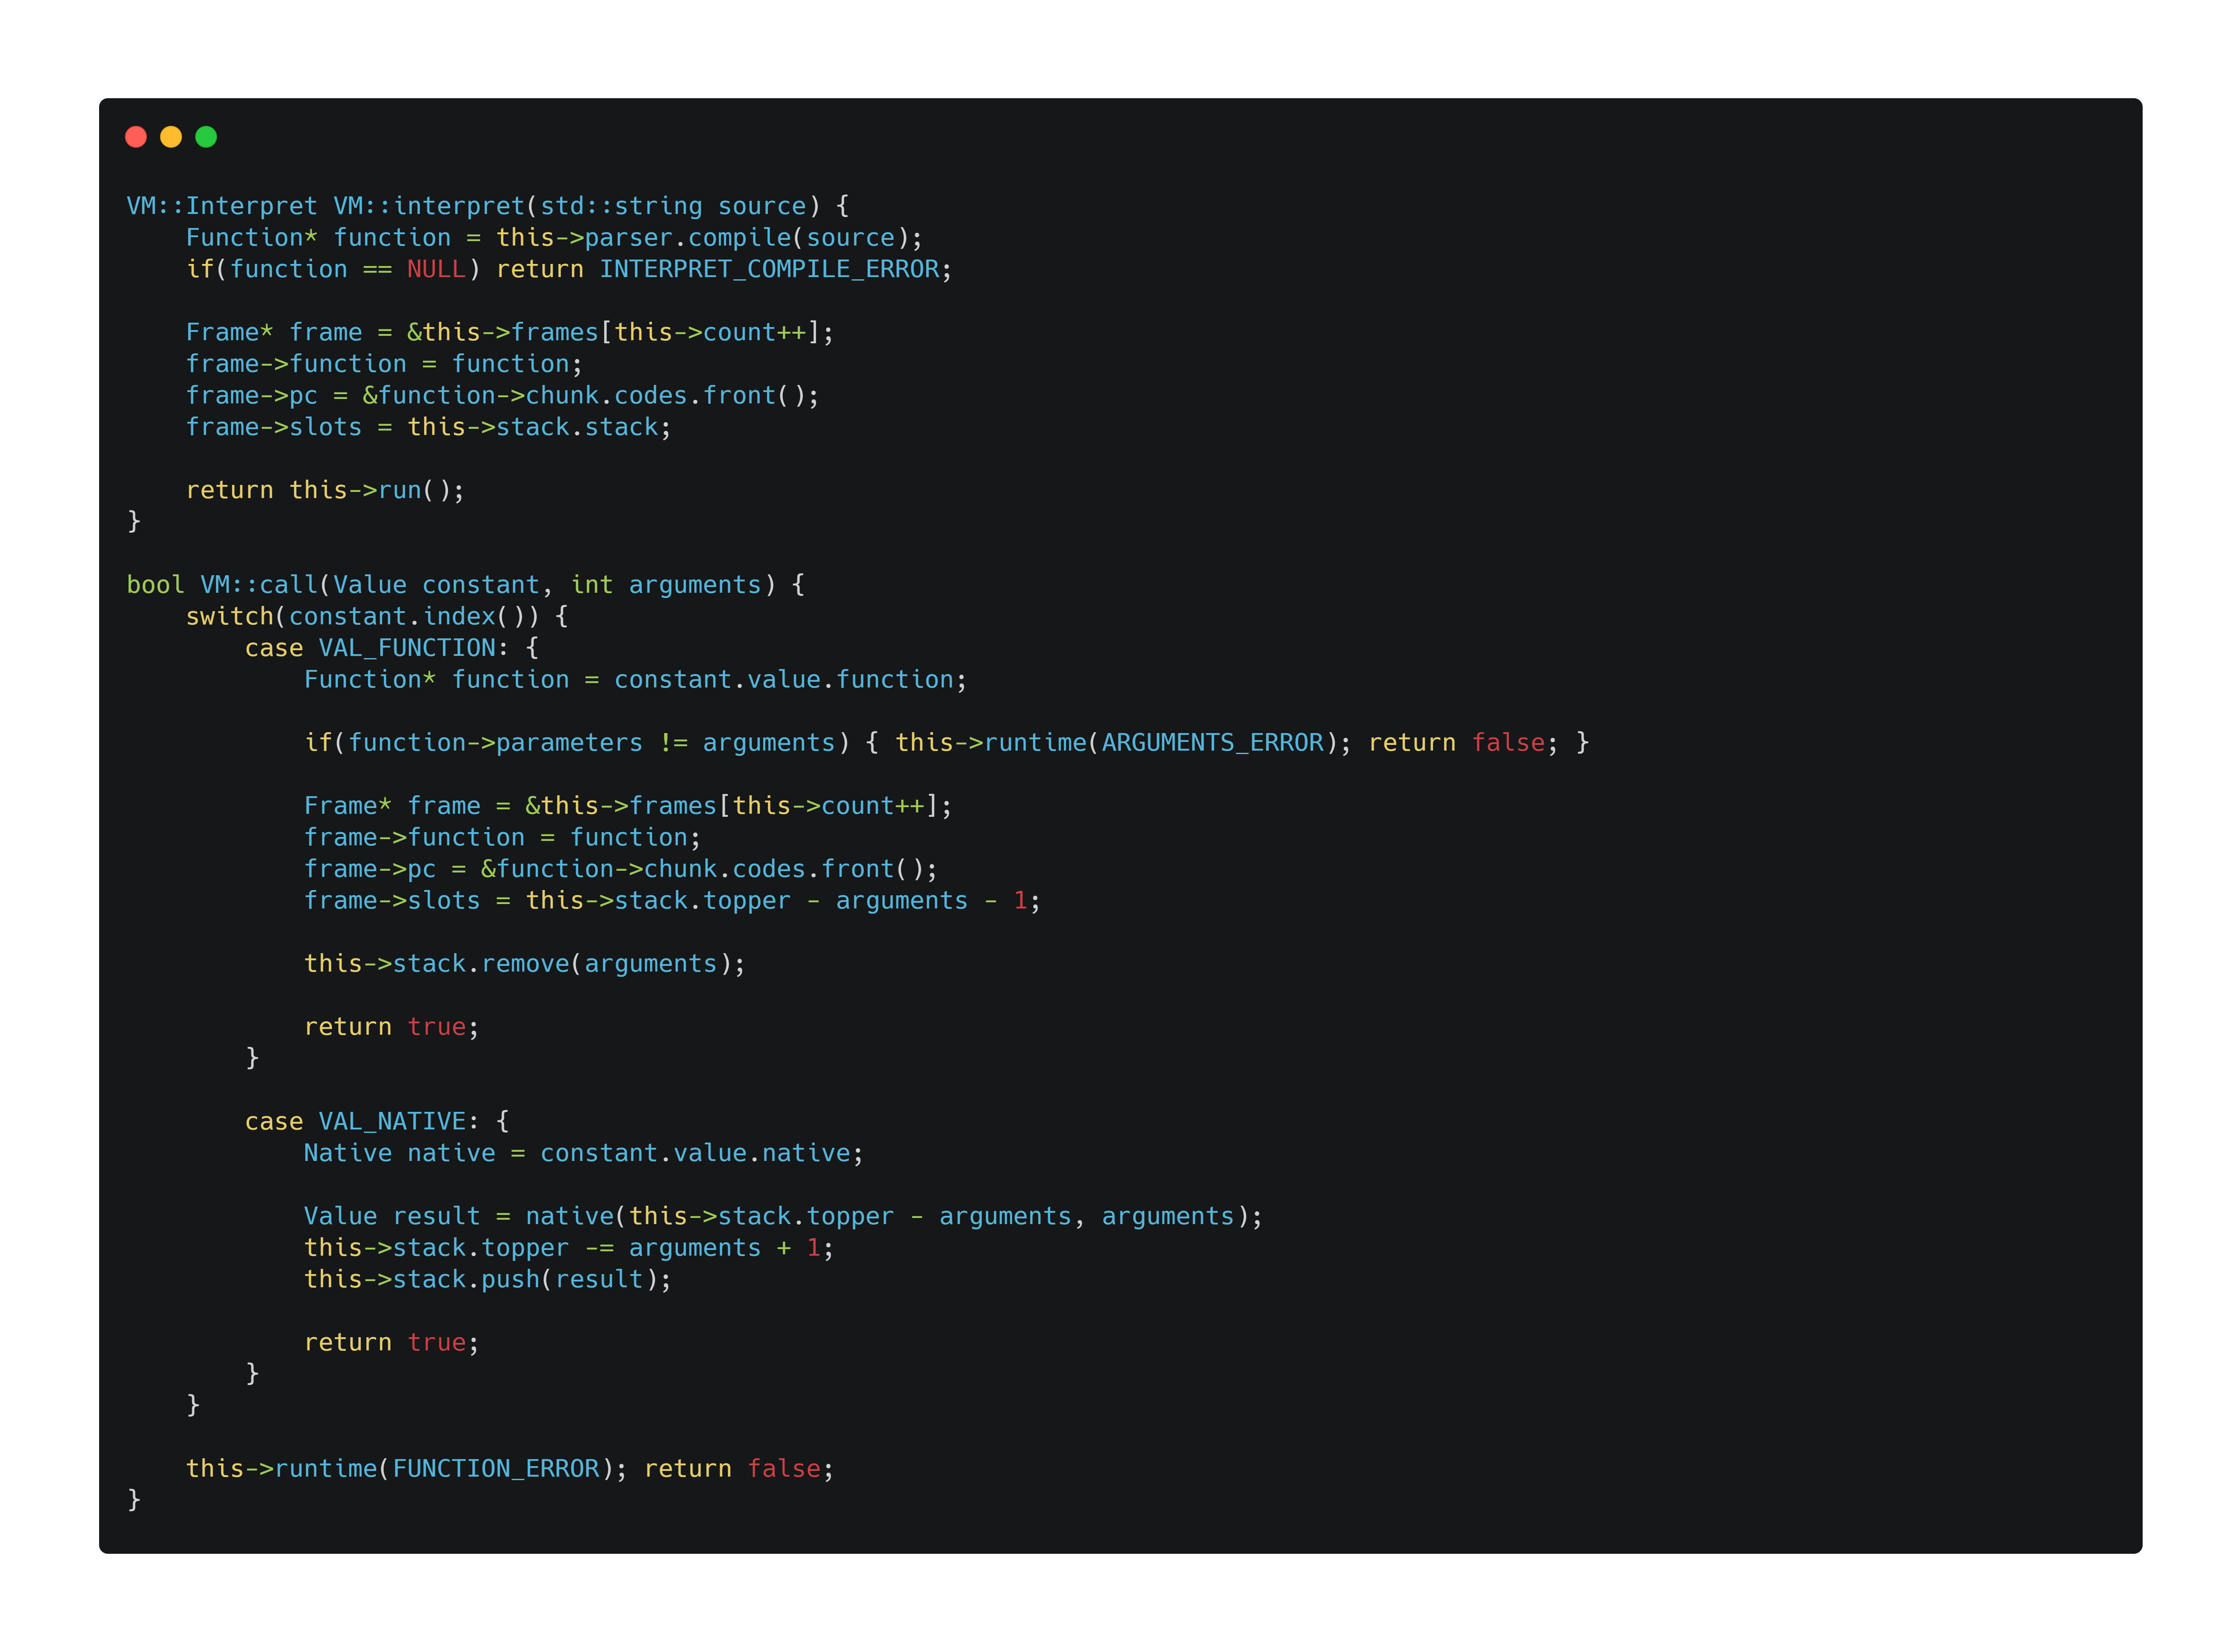 VM::Interpret VM::interpret(std::string source) {
    Function* function = this->parser.compile(source);
    if(function == NULL) return INTERPRET_COMPILE_ERROR;

    Frame* frame = &this->frames[this->count++];
    frame->function = function;
    frame->pc = &function->chunk.codes.front();
    frame->slots = this->stack.stack;

    return this->run();
}

bool VM::call(Value constant, int arguments) {
    switch(constant.index()) {
        case VAL_FUNCTION: {
            Function* function = constant.value.function;

            if(function->parameters != arguments) { this->runtime(ARGUMENTS_ERROR); return false; }

            Frame* frame = &this->frames[this->count++];
            frame->function = function;
            frame->pc = &function->chunk.codes.front();
            frame->slots = this->stack.topper - arguments - 1;

            this->stack.remove(arguments);

            return true;
        }

        case VAL_NATIVE: {
            Native native = constant.value.native;

            Value result = native(this->stack.topper - arguments, arguments);
            this->stack.topper -= arguments + 1;
            this->stack.push(result);

            return true;
        }
    }

    this->runtime(FUNCTION_ERROR); return false;
}